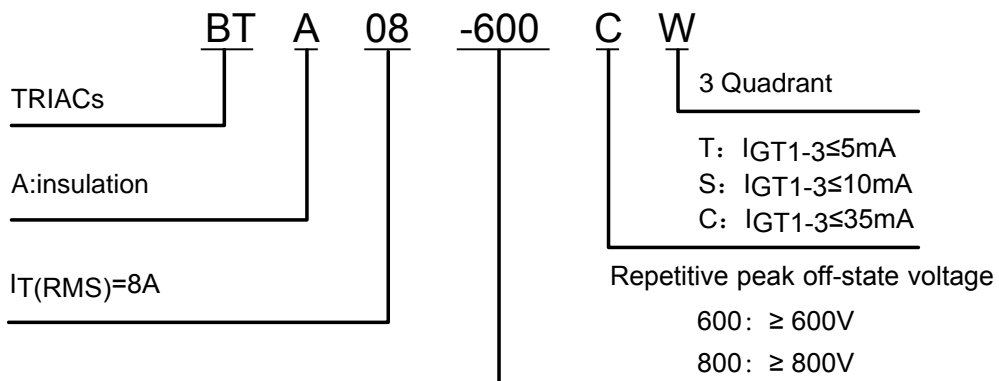 BT A 08 -600 C W
TRIACs
A:insulation
IT(RMS)=8A
3 Quadrant
T：IGT1-3≤5mA
S：IGT1-3≤10mA
C：IGT1-3≤35mA
Repetitive peak off-state voltage
600：≥ 600V
800：≥ 800V